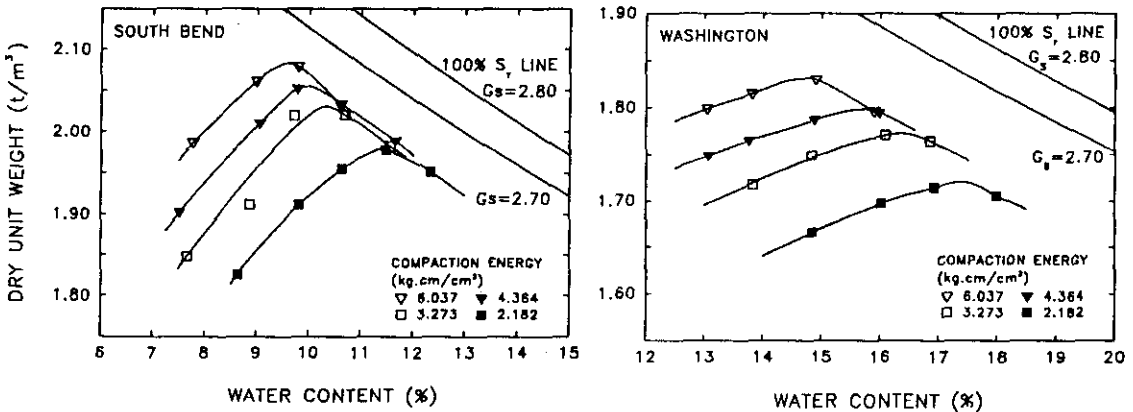 DRY UNIT WEIGHT (t/m³)
SOUTH BEND
100% Sᵣ LINE
Gs=2.80
Gs=2.70
COMPACTION ENERGY
(kg.cm/cm³)
▽ 6.037 ▼ 4.364
□ 3.273 ■ 2.182
2.10
2.00
1.90
1.80
6 7 8 9 10 11 12 13 14 15
WATER CONTENT (%)
WASHINGTON
100% Sᵣ LINE
Gₛ=2.80
Gₛ=2.70
COMPACTION ENERGY
(kg.cm/cm³)
▽ 6.037 ▼ 4.364
□ 3.273 ■ 2.182
1.90
1.80
1.70
1.60
12 13 14 15 16 17 18 19 20
WATER CONTENT (%)